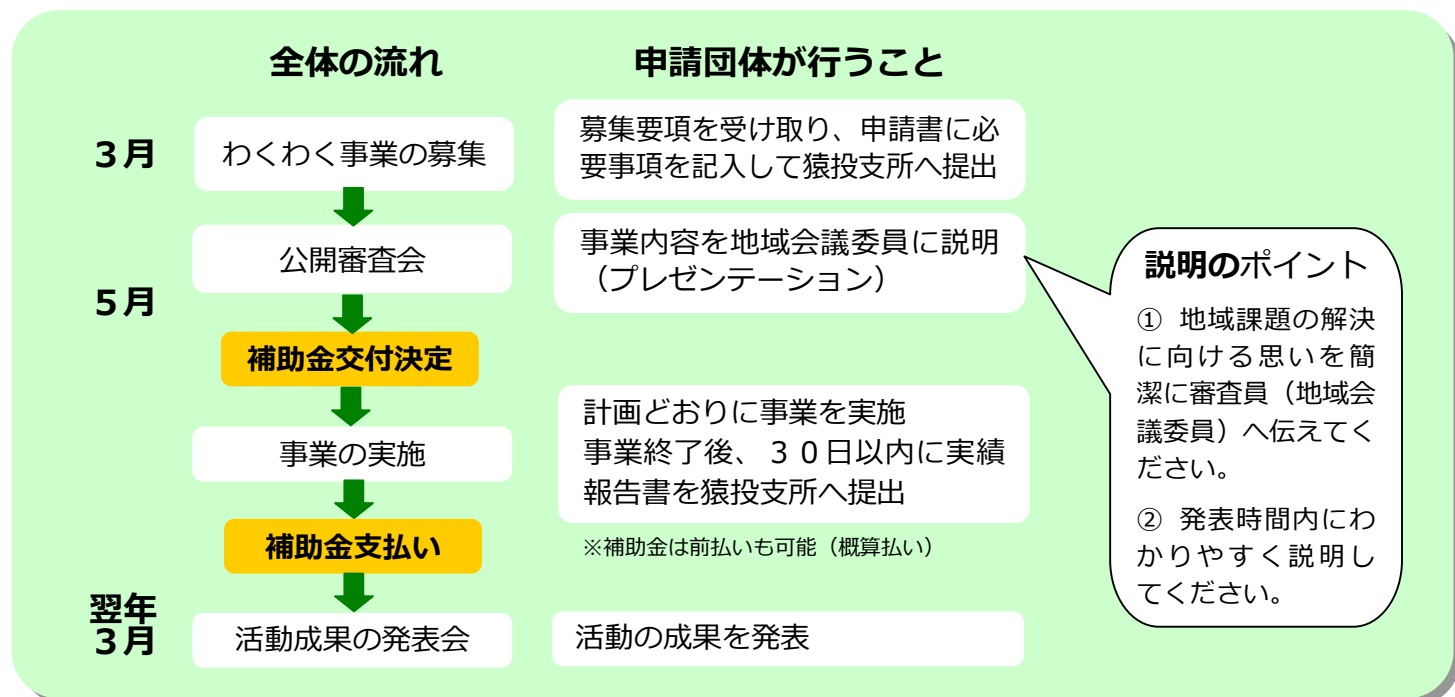 全体の流れ
申請団体が行うこと
３月
わくわく事業の募集
募集要項を受け取り、申請書に必
要事項を記入して猿投支所へ提出
公開審査会
事業内容を地域会議委員に説明
（プレゼンテーション）
説明のポイント
① 地域課題の解決
に向ける思いを簡
潔に審査員（地域会
議委員）へ伝えてく
ださい。
② 発表時間内にわ
かりやすく説明し
てください。
５月
補助金交付決定
事業の実施
計画どおりに事業を実施
事業終了後、３０日以内に実績
報告書を猿投支所へ提出
補助金支払い
※補助金は前払いも可能（概算払い）
翌年
３月
活動成果の発表会
活動の成果を発表